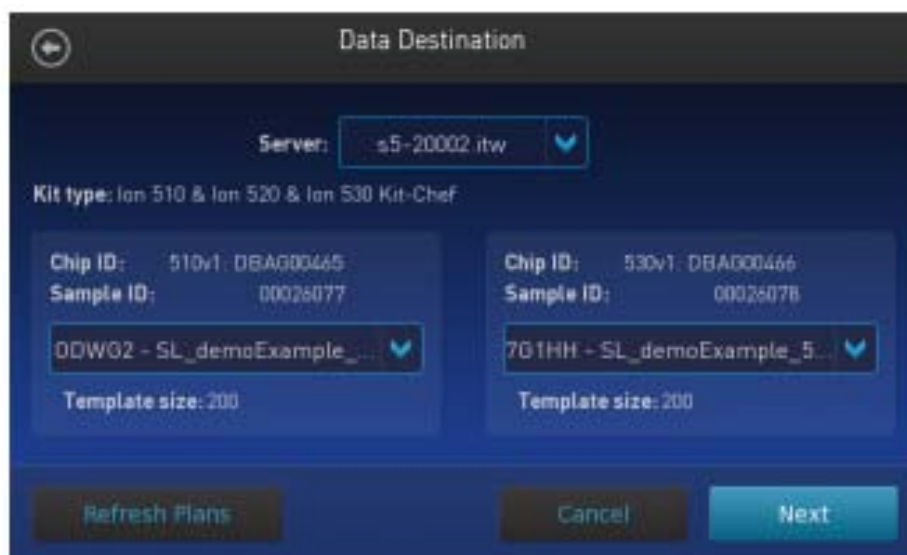 Data Destination
Server: s5-20002.itw
Kit type: Ion 510 & Ion 520 & Ion 530 Kit-Chef
Chip ID: 510v1: DBAG00465
Sample ID: 00026077
0DWG2 - SL_demoExample_...
Template size: 200
Chip ID: 530v1: DBAG00466
Sample ID: 00026078
7G1HH - SL_demoExample_5...
Template size: 200
Refresh Plans
Cancel
Next